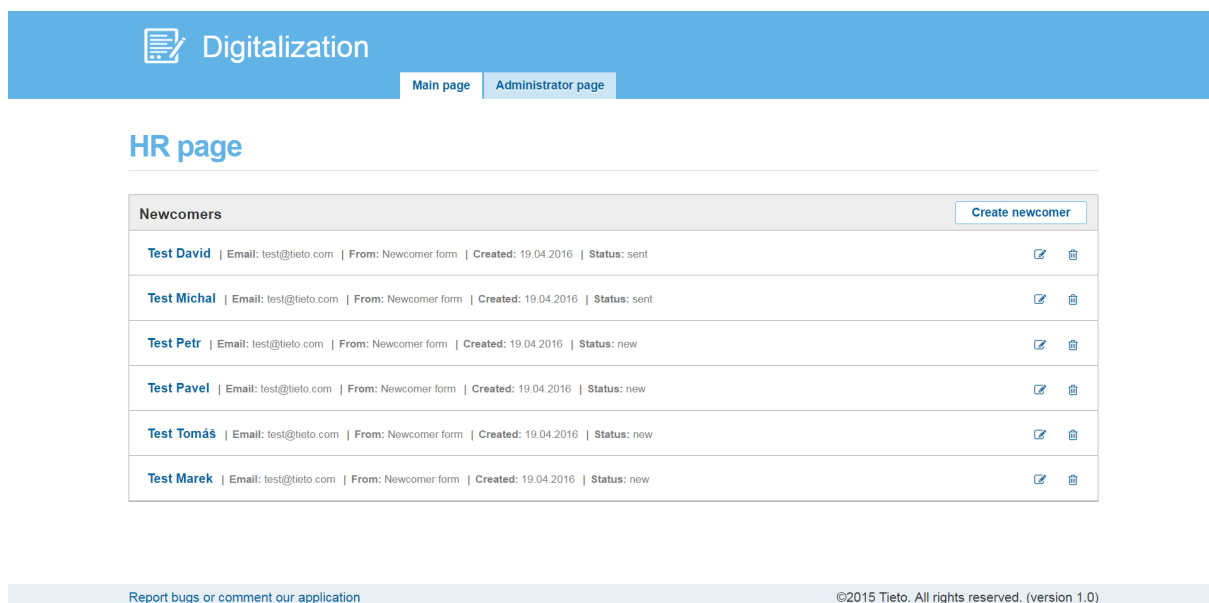 Digitalization
Main page Administrator page
HR page
Newcomers Create newcomer
Test David | Email: test@tieto.com | From: Newcomer form | Created: 19.04.2016 | Status: sent
Test Michal | Email: test@tieto.com | From: Newcomer form | Created: 19.04.2016 | Status: sent
Test Petr | Email: test@tieto.com | From: Newcomer form | Created: 19.04.2016 | Status: new
Test Pavel | Email: test@tieto.com | From: Newcomer form | Created: 19.04.2016 | Status: new
Test Tomáš | Email: test@tieto.com | From: Newcomer form | Created: 19.04.2016 | Status: new
Test Marek | Email: test@tieto.com | From: Newcomer form | Created: 19.04.2016 | Status: new
Report bugs or comment our application ©2015 Tieto. All rights reserved. (version 1.0)